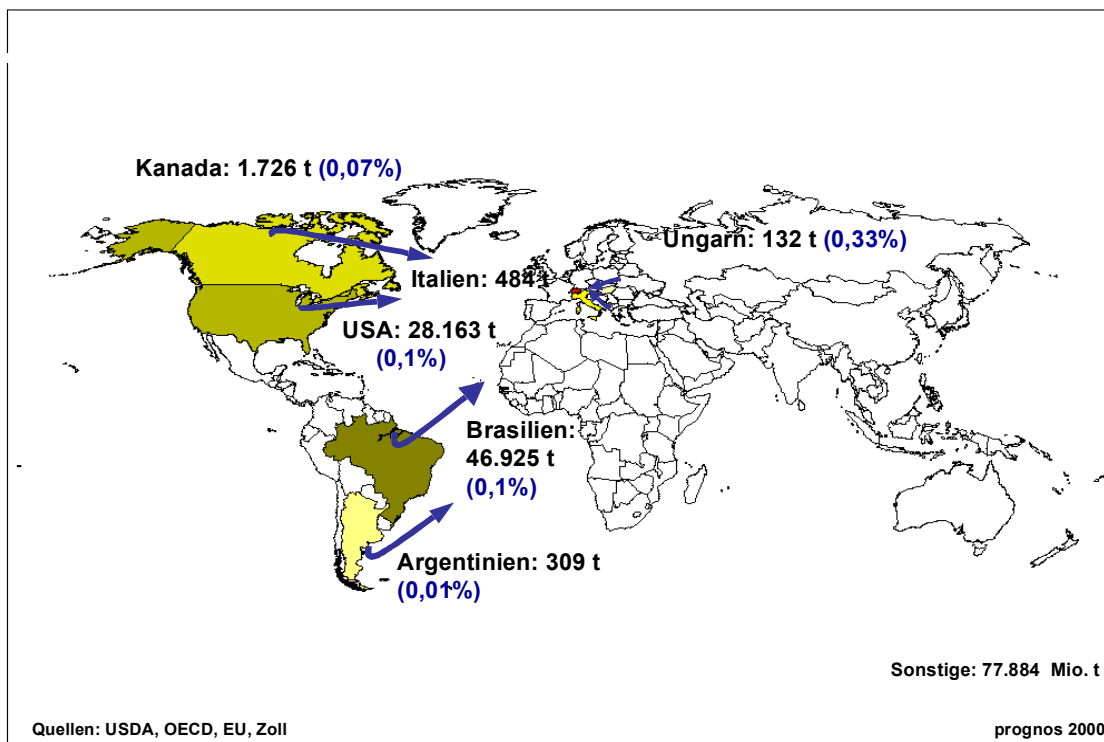 Kanada: 1.726 t (0,07%)
Ungarn: 132 t (0,33%)
Italien: 484 t
USA: 28.163 t
(0,1%)
Brasilien:
46.925 t
(0,1%)
Argentinien: 309 t
(0,01%)
Sonstige: 77.884 Mio. t
Quellen: USDA, OECD, EU, Zoll
prognos 2000